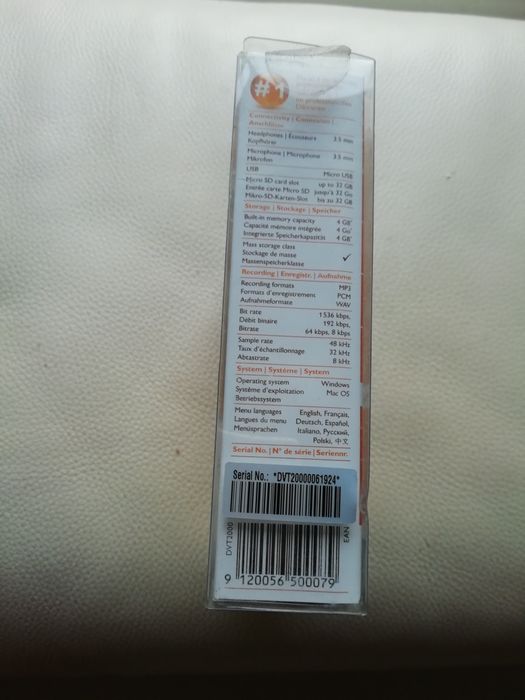 #1
Connectivity | Connexion |
Anschlüsse
Headphones | Écouteurs 3.5 mm
Kopfhörer
Microphone | Microphone 3.5 mm
Mikrofon
USB Micro USB
Micro SD card slot up to 32 GB
Entrée carte Micro SD jusqu'à 32 Go
Mikro-SD-Karten-Slot bis zu 32 GB
Storage | Stockage | Speicher
Built-in memory capacity 4 GB
Capacité mémoire intégrée 4 Go
Integrierte Speicherkapazität 4 GB
Mass storage class ✓
Stockage de masse
Massenspeicherklasse
Recording | Enregistr. | Aufnahme
Recording formats MP3
Formats d'enregistrement PCM
Aufnahmeformate WAV
Bit rate 1536 kbps,
Débit binaire 192 kbps,
Bitrate 64 kbps, 8 kbps
Sample rate 48 kHz
Taux d'échantillonnage 32 kHz
Abtastrate 8 kHz
System | Système | System
Operating system Windows
Système d'exploitation Mac OS
Betriebssystem
Menu languages English, Français,
Langues du menu Deutsch, Español,
Menüsprachen Italiano, Русский,
Polski, 中文
Serial No. | N° de série | Seriennr.
Serial No.: *DVT20000061924*
DVT2000
EAN
9 120056 500079